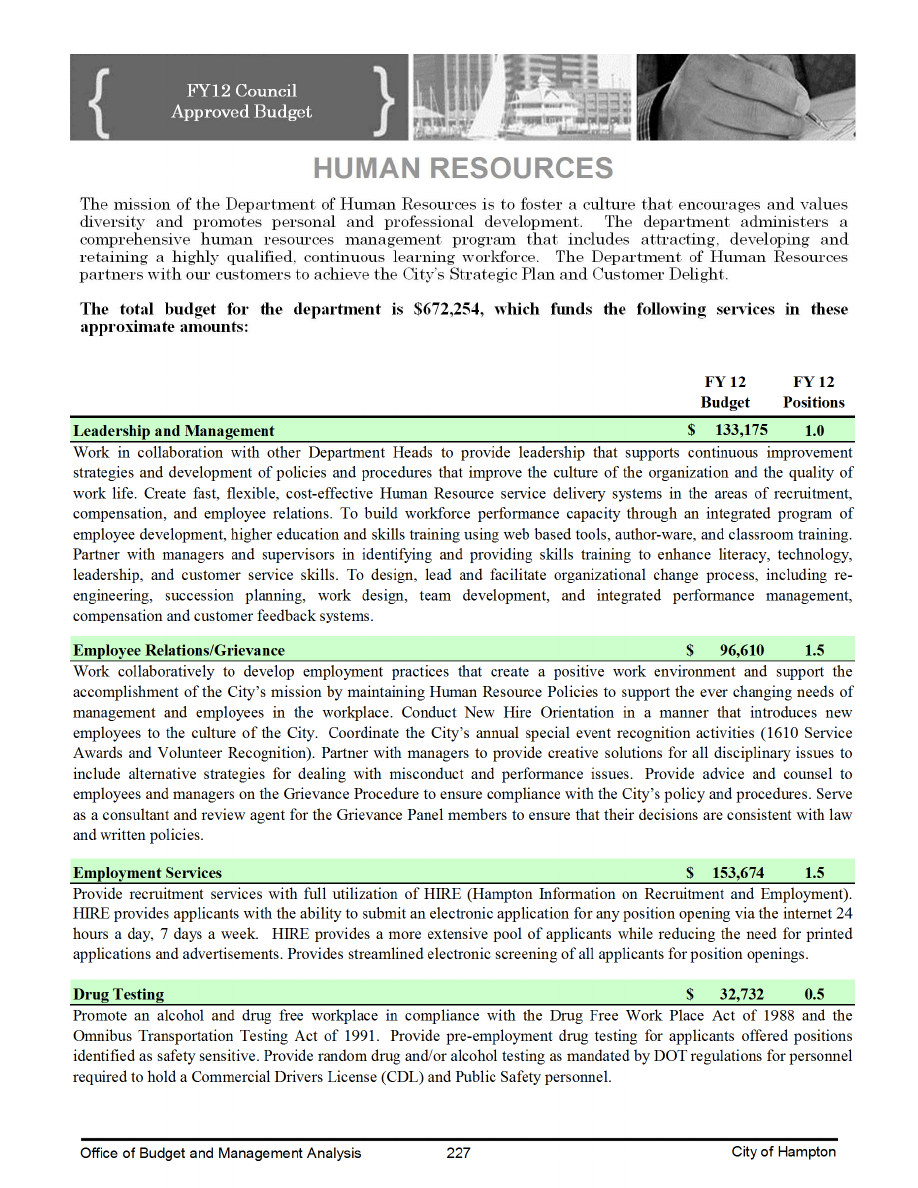 FY12 Council
Approved Budget
HUMAN RESOURCES
The mission of the Department of Human Resources is to foster a culture that encourages and values
diversity and promotes personal and professional development. The department administers a
comprehensive human resources management program that includes attracting, developing and
retaining a highly qualified, continuous learning workforce. The Department of Human Resources
partners with our customers to achieve the City's Strategic Plan and Customer Delight.
The total budget for the department is $672,254, which funds the following services in these
approximate amounts:
FY 12 FY 12
Budget Positions
Leadership and Management $ 133,175 1.0
Work in collaboration with other Department Heads to provide leadership that supports continuous improvement
strategies and development of policies and procedures that improve the culture of the organization and the quality of
work life. Create fast, flexible, cost-effective Human Resource service delivery systems in the areas of recruitment,
compensation, and employee relations. To build workforce performance capacity through an integrated program of
employee development, higher education and skills training using web based tools, author-ware, and classroom training.
Partner with managers and supervisors in identifying and providing skills training to enhance literacy, technology,
leadership, and customer service skills. To design, lead and facilitate organizational change process, including re-
engineering, succession planning, work design, team development, and integrated performance management,
compensation and customer feedback systems.
Employee Relations/Grievance $ 96,610 1.5
Work collaboratively to develop employment practices that create a positive work environment and support the
accomplishment of the City's mission by maintaining Human Resource Policies to support the ever changing needs of
management and employees in the workplace. Conduct New Hire Orientation in a manner that introduces new
employees to the culture of the City. Coordinate the City's annual special event recognition activities (1610 Service
Awards and Volunteer Recognition). Partner with managers to provide creative solutions for all disciplinary issues to
include alternative strategies for dealing with misconduct and performance issues. Provide advice and counsel to
employees and managers on the Grievance Procedure to ensure compliance with the City's policy and procedures. Serve
as a consultant and review agent for the Grievance Panel members to ensure that their decisions are consistent with law
and written policies.
Employment Services $ 153,674 1.5
Provide recruitment services with full utilization of HIRE (Hampton Information on Recruitment and Employment).
HIRE provides applicants with the ability to submit an electronic application for any position opening via the internet 24
hours a day, 7 days a week. HIRE provides a more extensive pool of applicants while reducing the need for printed
applications and advertisements. Provides streamlined electronic screening of all applicants for position openings.
Drug Testing $ 32,732 0.5
Promote an alcohol and drug free workplace in compliance with the Drug Free Work Place Act of 1988 and the
Omnibus Transportation Testing Act of 1991. Provide pre-employment drug testing for applicants offered positions
identified as safety sensitive. Provide random drug and/or alcohol testing as mandated by DOT regulations for personnel
required to hold a Commercial Drivers License (CDL) and Public Safety personnel.
Office of Budget and Management Analysis 227 City of Hampton